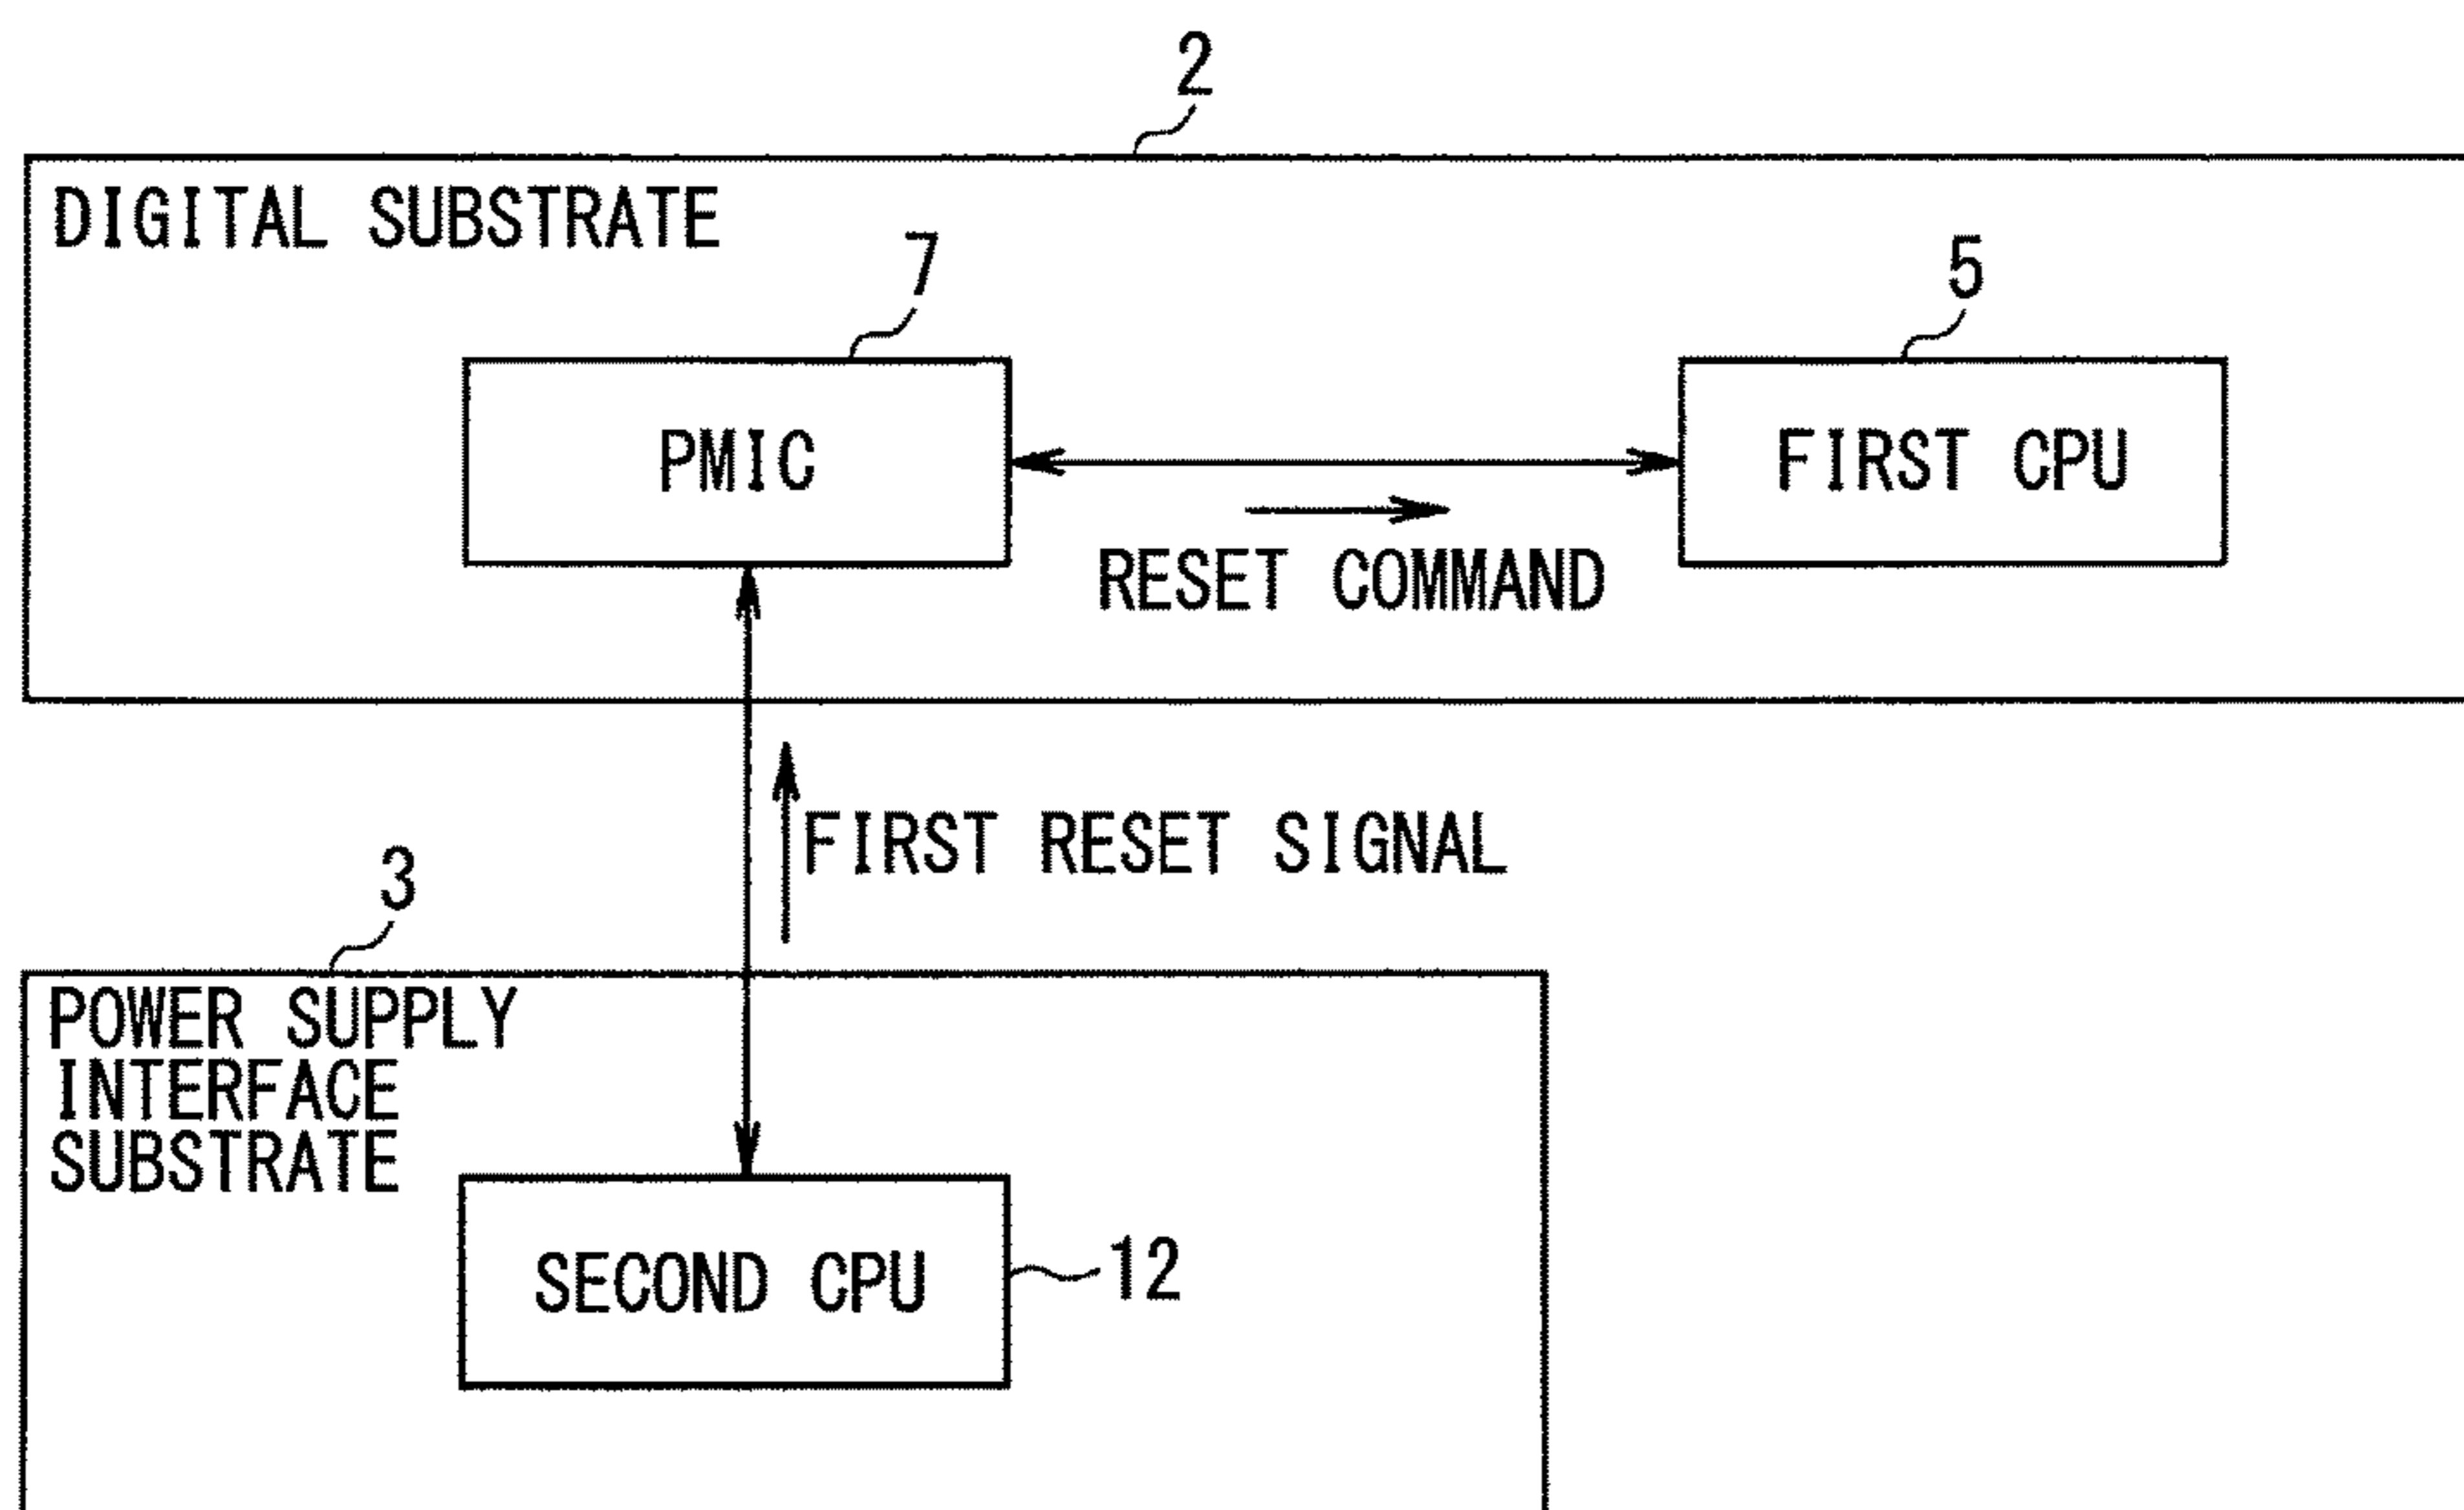 2
DIGITAL SUBSTRATE
7
5
PMIC
FIRST CPU
RESET COMMAND
FIRST RESET SIGNAL
3
POWER SUPPLY
INTERFACE
SUBSTRATE
SECOND CPU
12